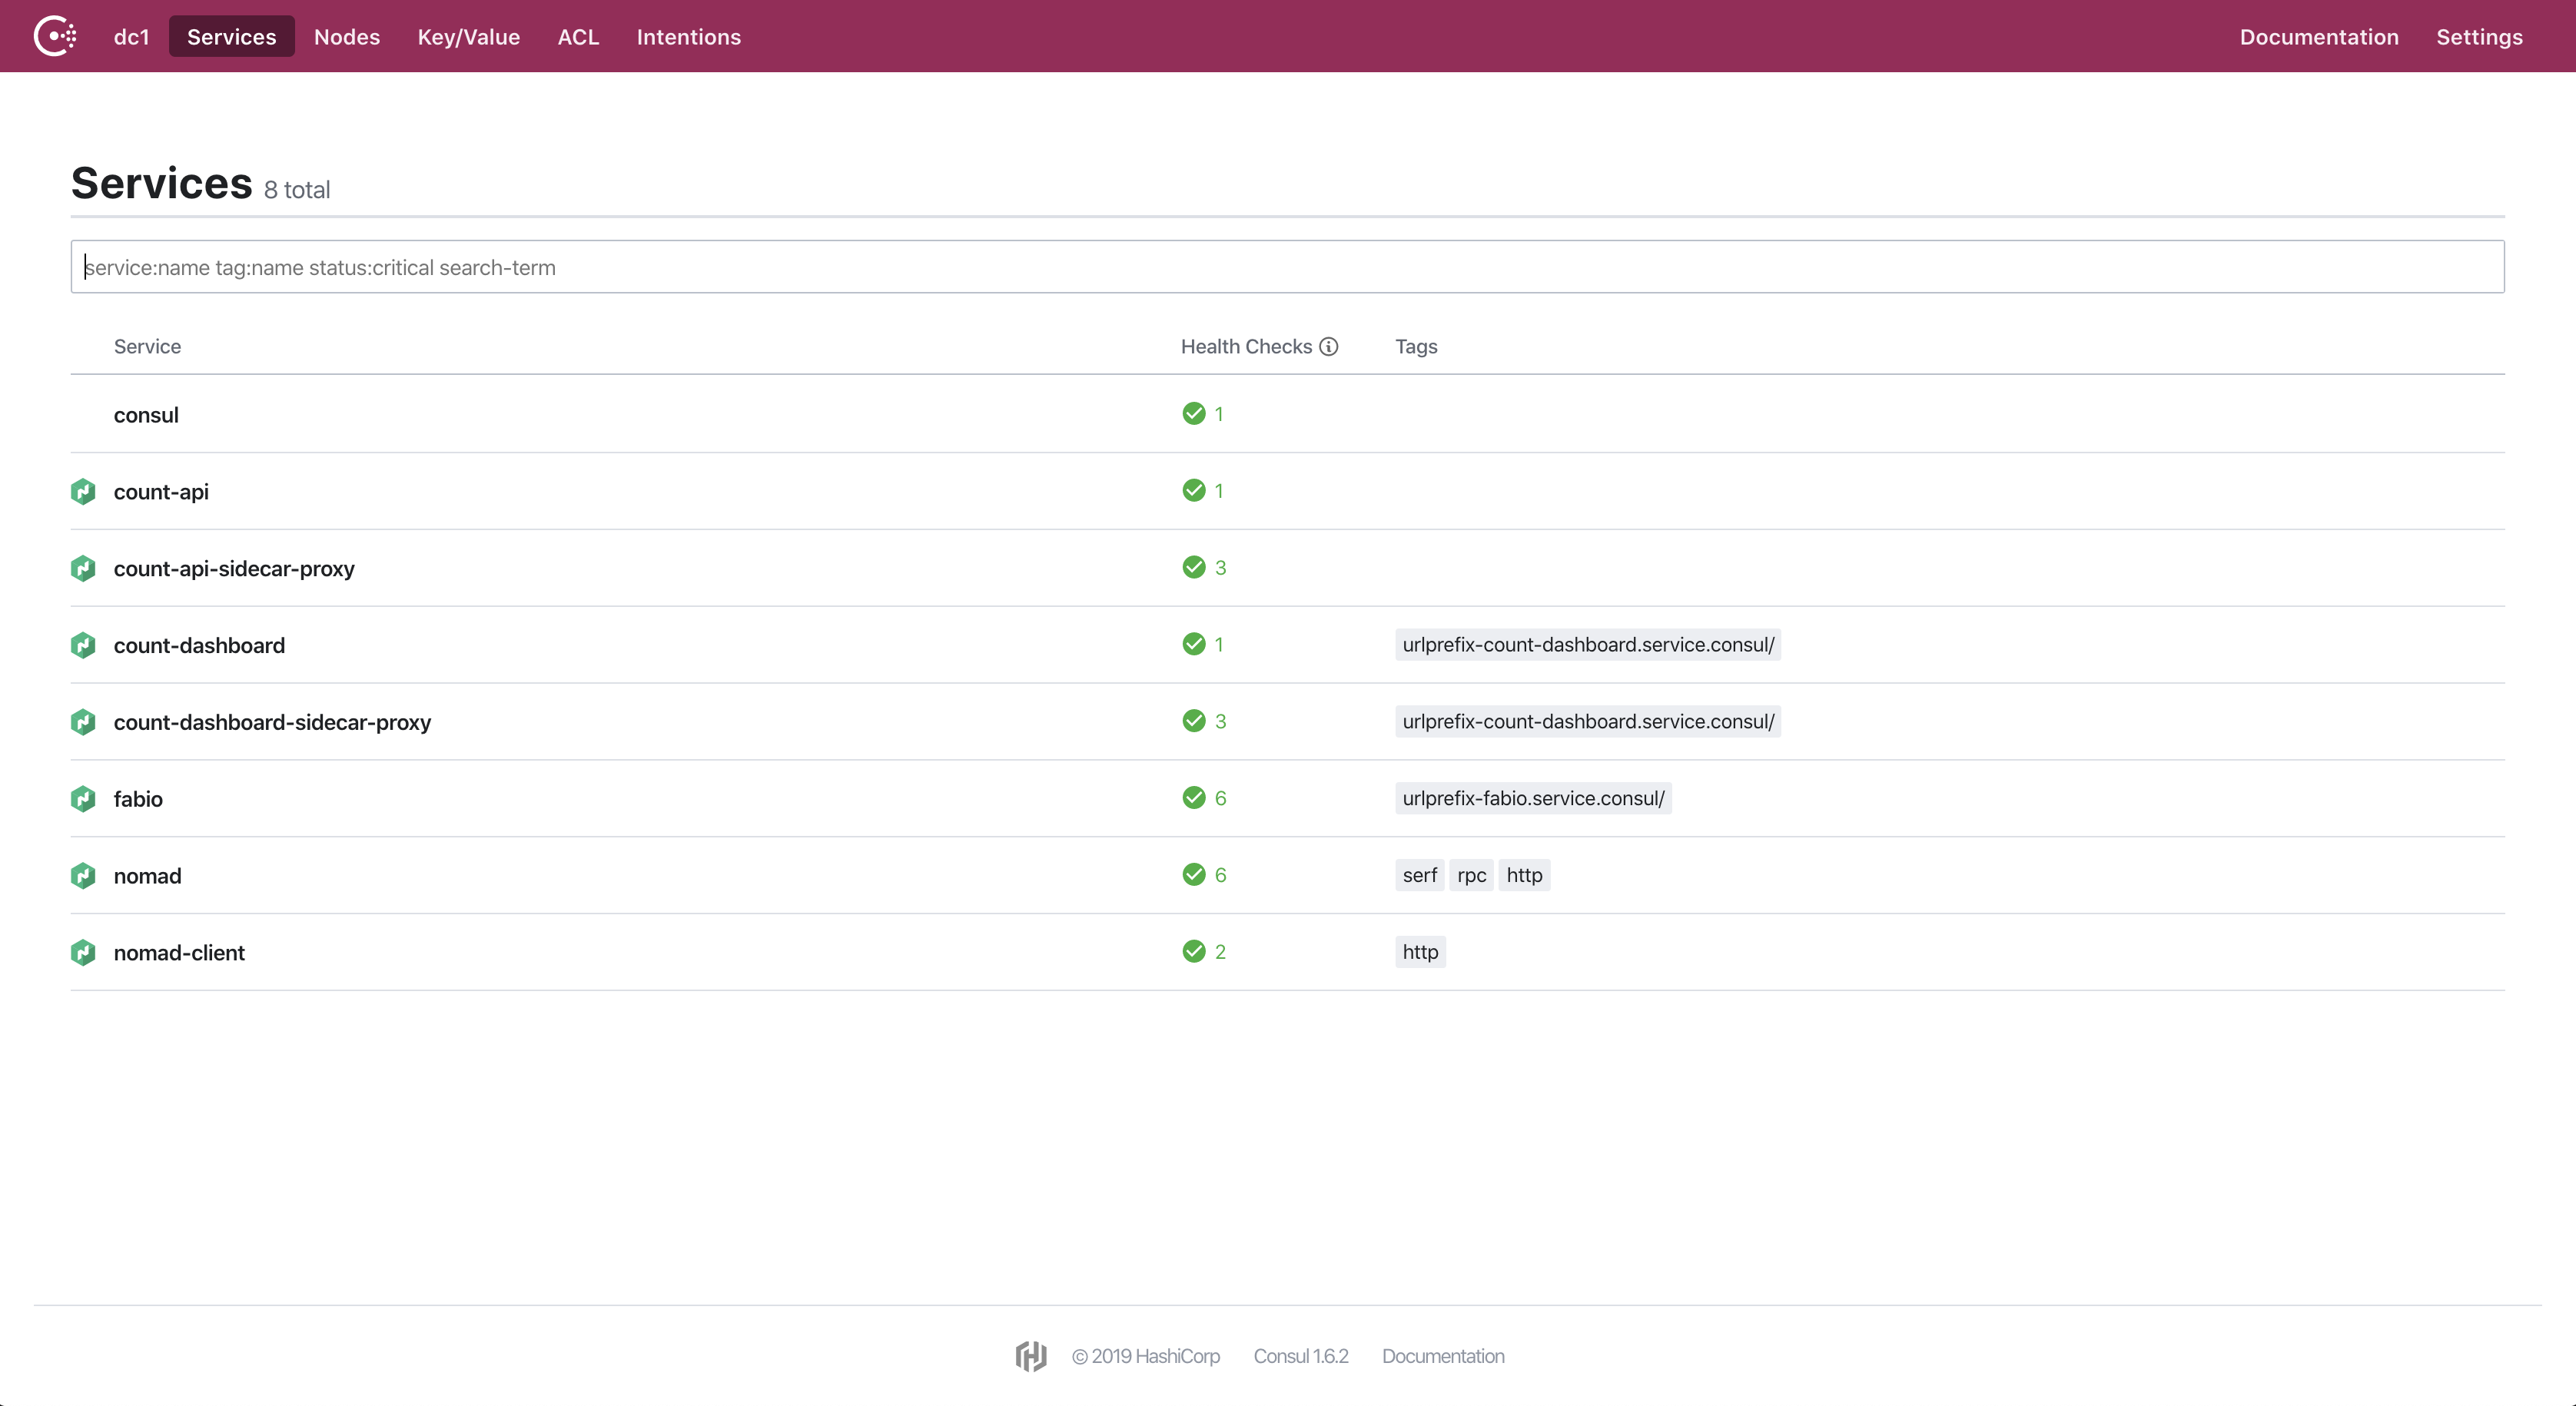 dc1 Services Nodes Key/Value ACL Intentions Documentation Settings
Services 8 total
service:name tag:name status:critical search-term
Service Health Checks Tags
consul 1
count-api 1
count-api-sidecar-proxy 3
count-dashboard 1 urlprefix-count-dashboard.service.consul/
count-dashboard-sidecar-proxy 3 urlprefix-count-dashboard.service.consul/
fabio 6 urlprefix-fabio.service.consul/
nomad 6 serf rpc http
nomad-client 2 http
© 2019 HashiCorp Consul 1.6.2 Documentation